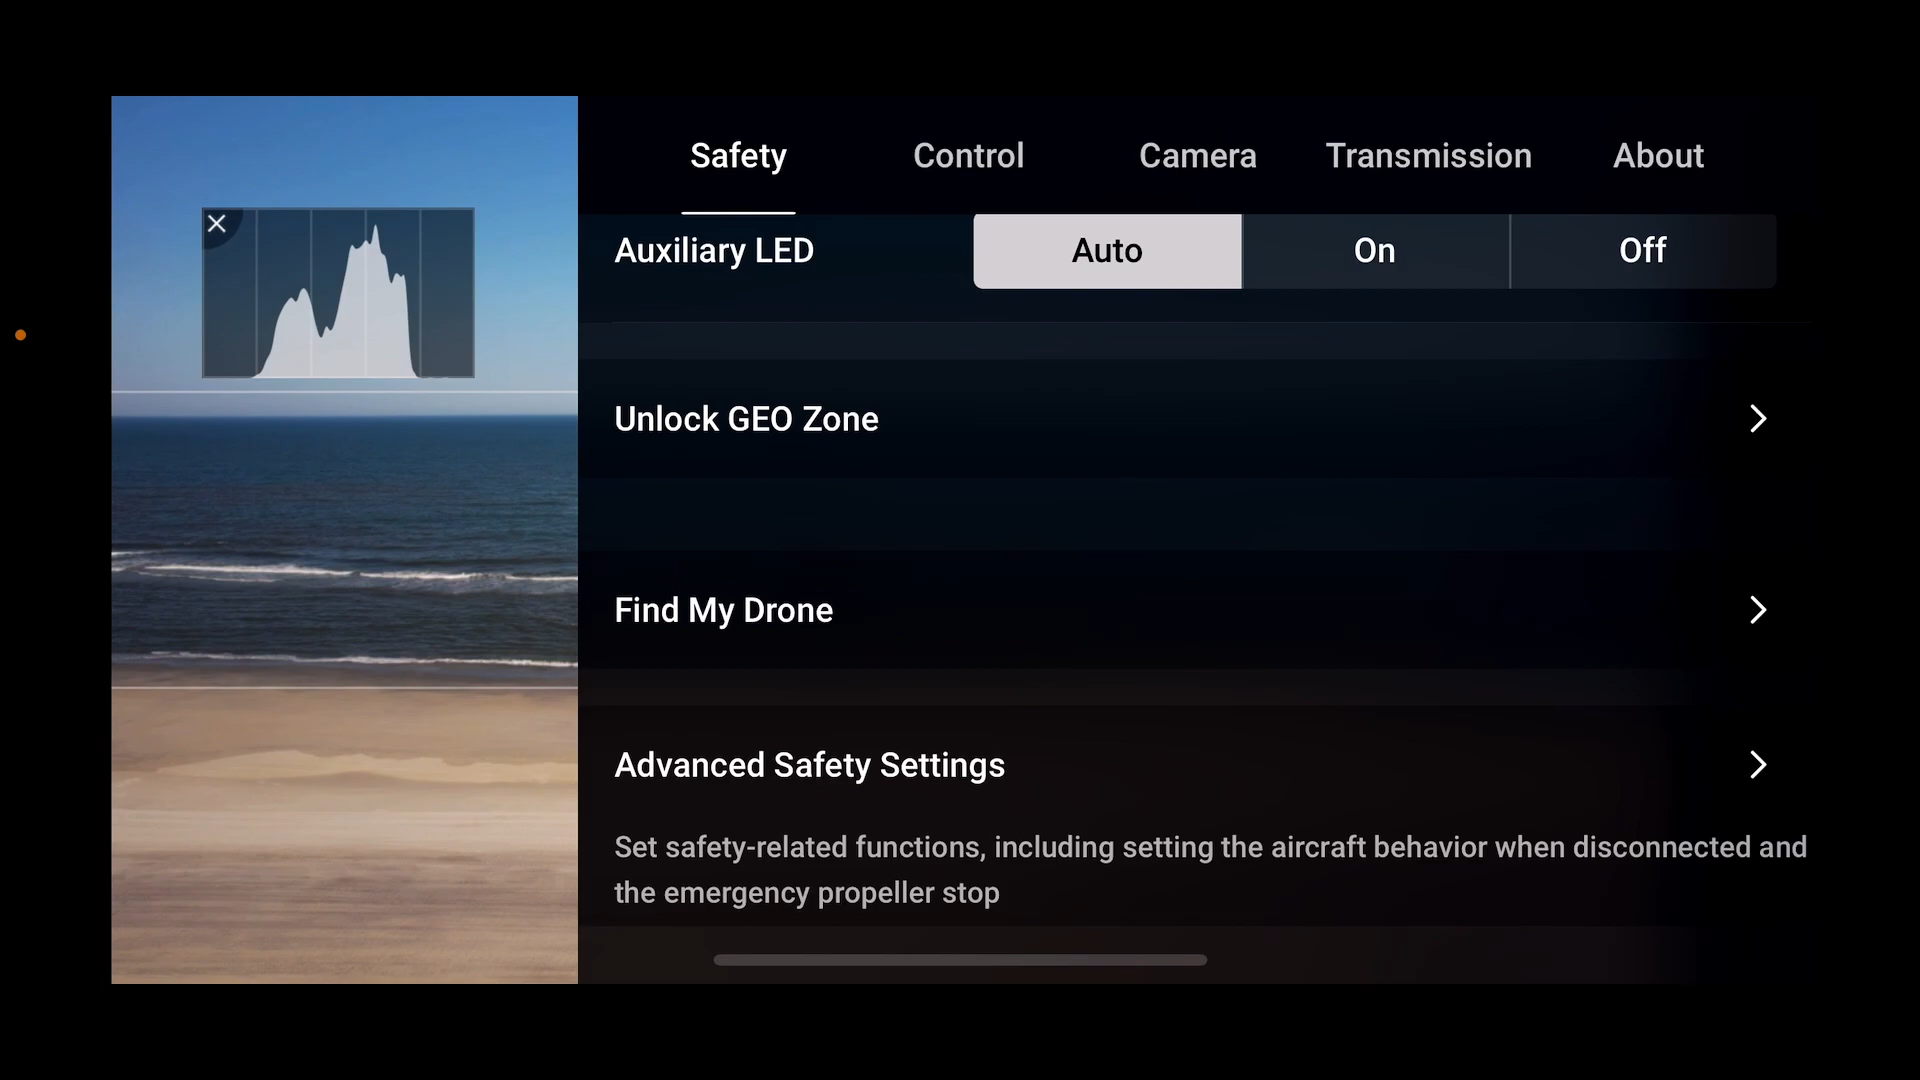 Safety Control Camera Transmission About
Auxiliary LED Auto On Off
Unlock GEO Zone
Find My Drone
Advanced Safety Settings
Set safety-related functions, including setting the aircraft behavior when disconnected and
the emergency propeller stop